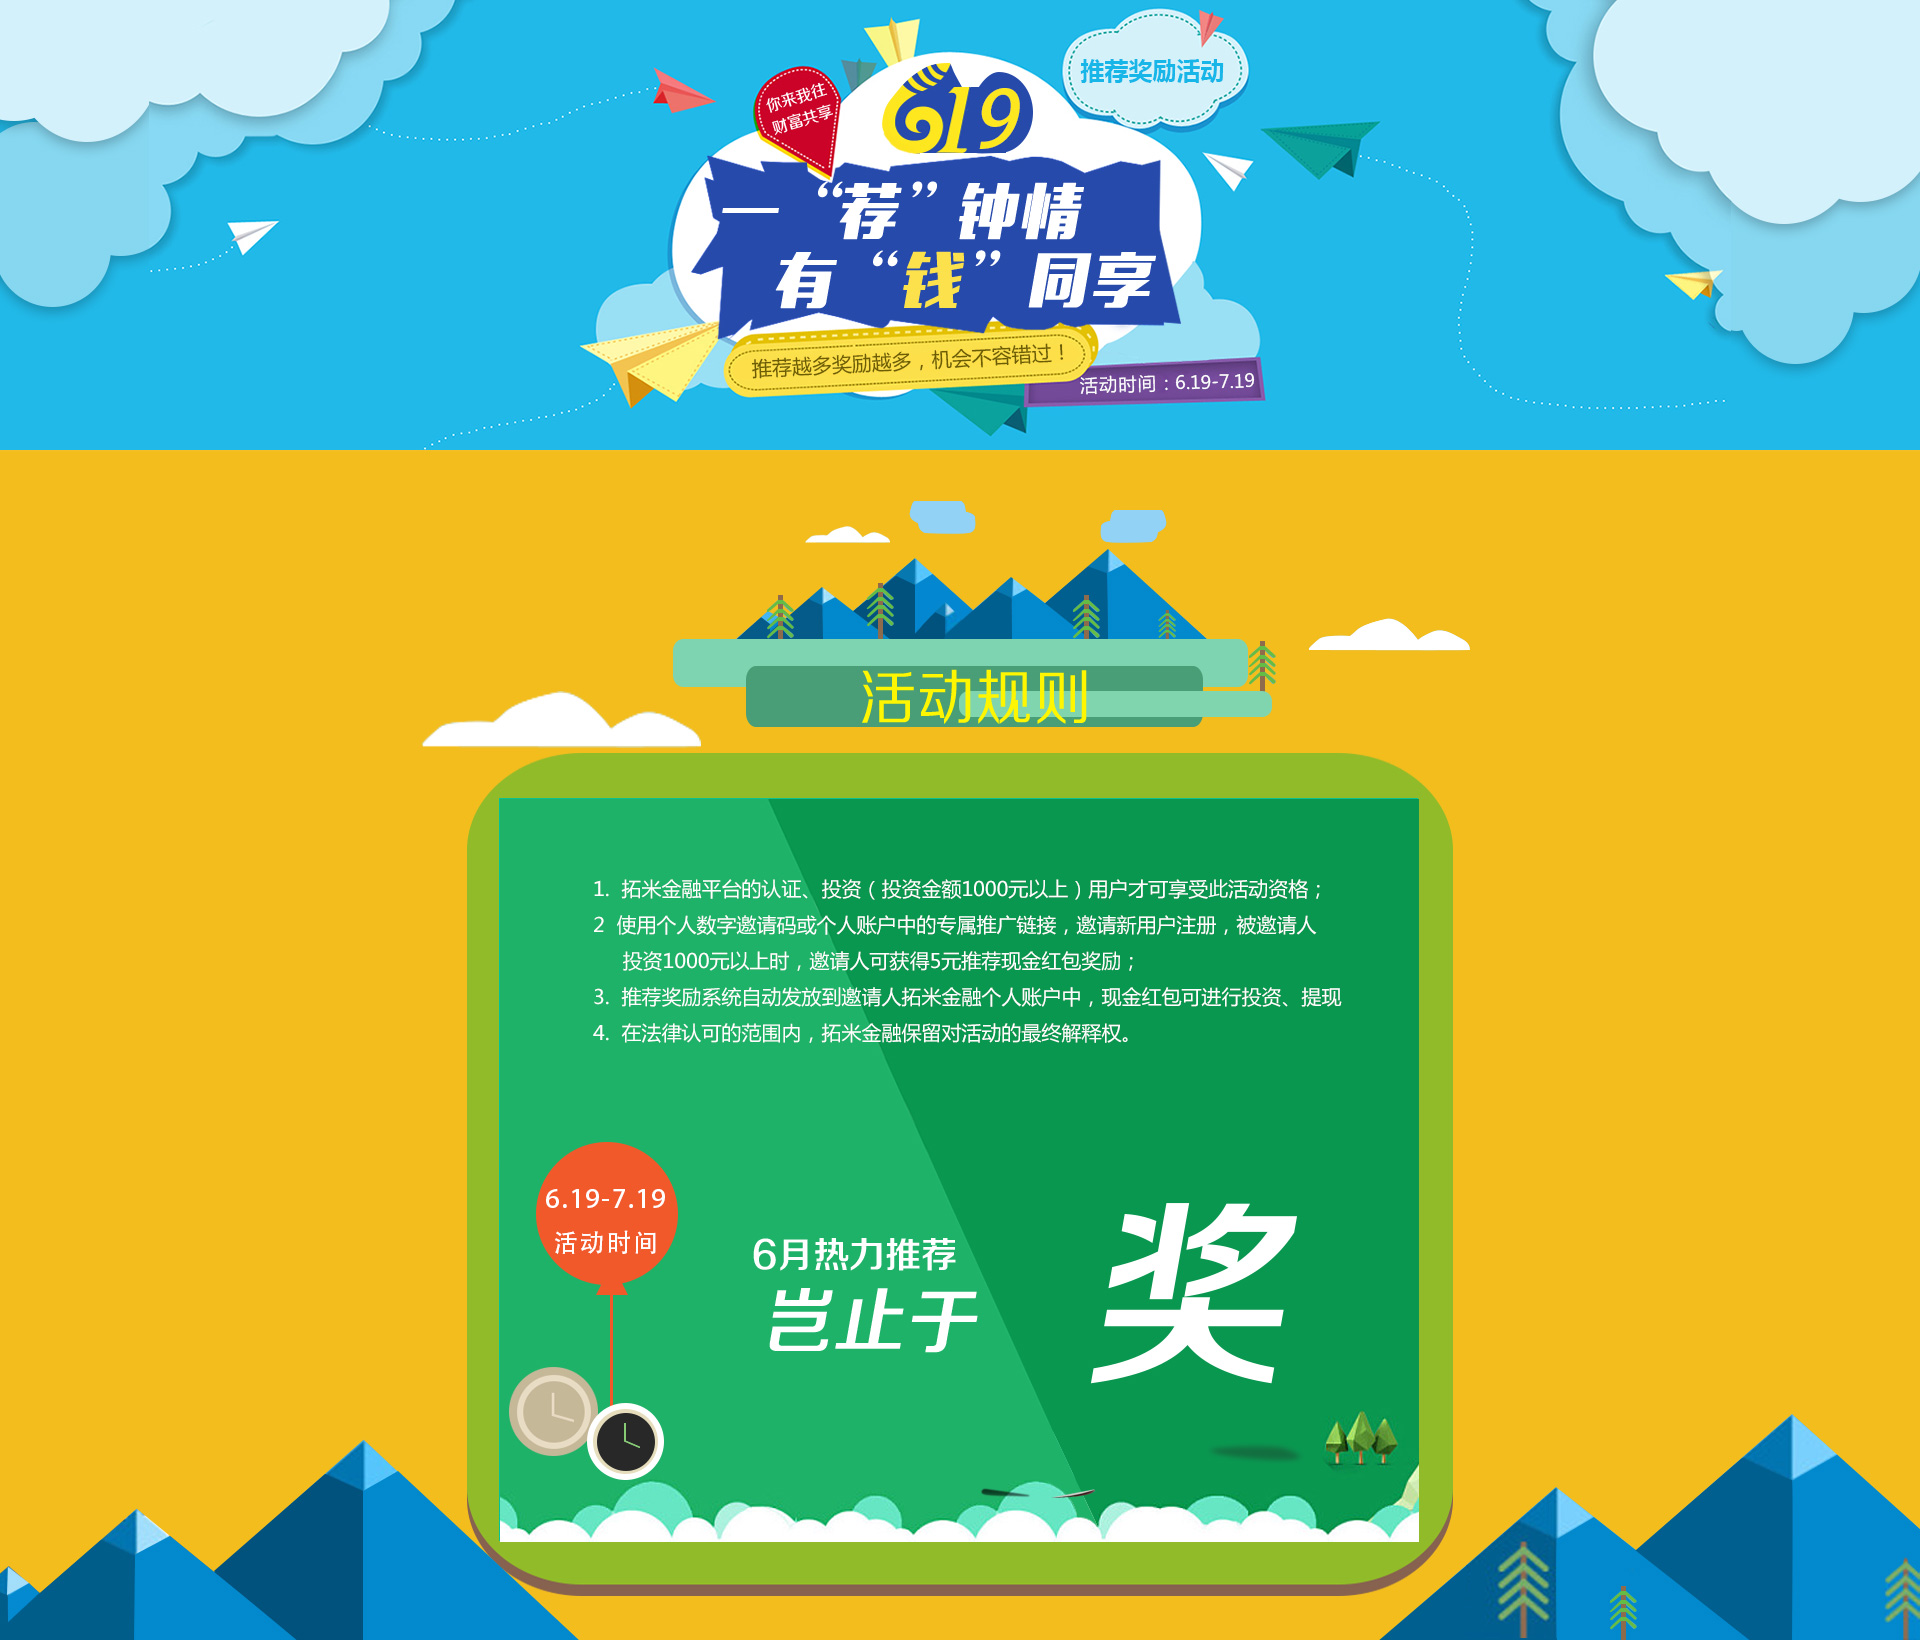 推荐奖励活动
你来我往
财富共享
619
一“荐”钟情
有“钱”同享
推荐越多奖励越多，机会不容错过！
活动时间：6.19-7.19
活动规则
1. 拓米金融平台的认证、投资（投资金额1000元以上）用户才可享受此活动资格；
2 使用个人数字邀请码或个人账户中的专属推广链接，邀请新用户注册，被邀请人
投资1000元以上时，邀请人可获得5元推荐现金红包奖励；
3. 推荐奖励系统自动发放到邀请人拓米金融个人账户中，现金红包可进行投资、提现
4. 在法律认可的范围内，拓米金融保留对活动的最终解释权。
6.19-7.19
活动时间
6月热力推荐
岂止于
奖